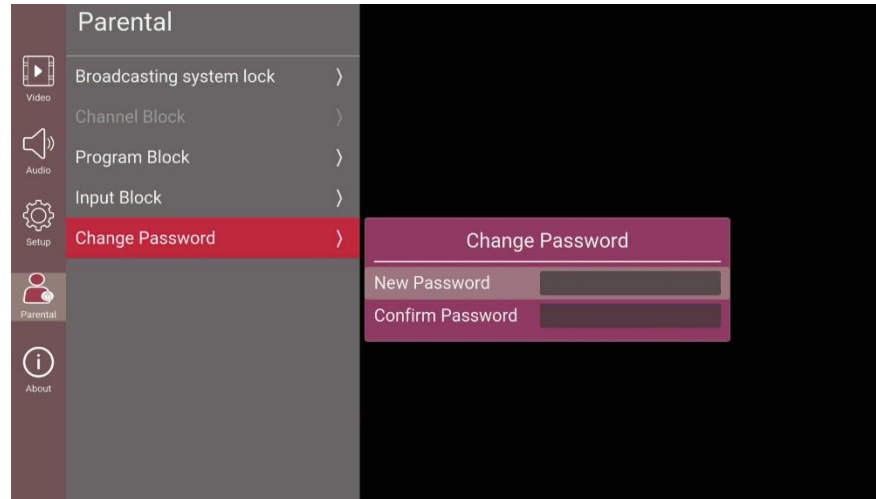 Parental
Video
Audio
Setup
Parental
About
Broadcasting system lock
Channel Block
Program Block
Input Block
Change Password
Change Password
New Password
Confirm Password